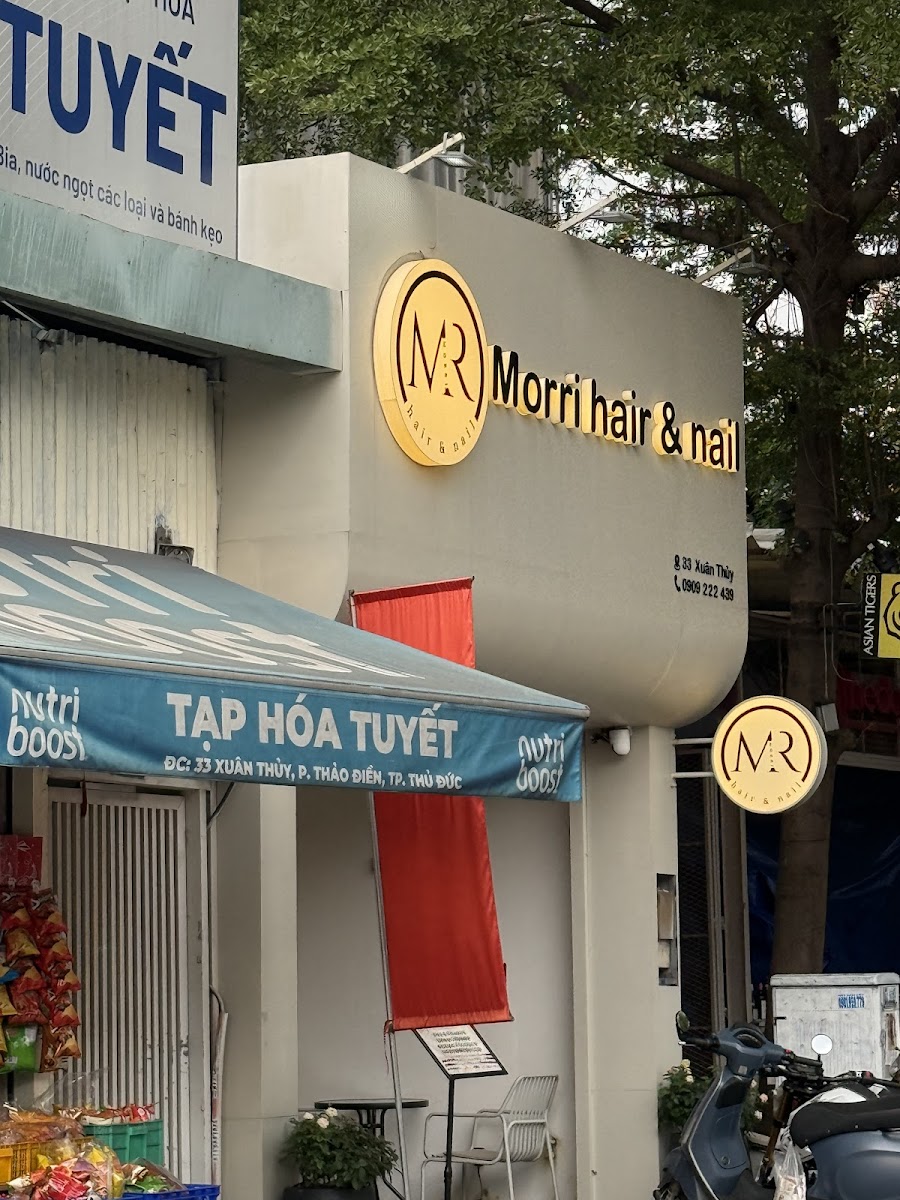 TUYẾT
Bia, nước ngọt các loại và bánh kẹo
MR
hair & nail
Morri hair & nail
33 Xuân Thủy
0909 222 439
ASIAN TIGERS
nutri
boost
TẠP HÓA TUYẾT
ĐC: 33 XUÂN THỦY, P. THẢO ĐIỀN, TP. THỦ ĐỨC
nutri
boost
MR
hair & nail